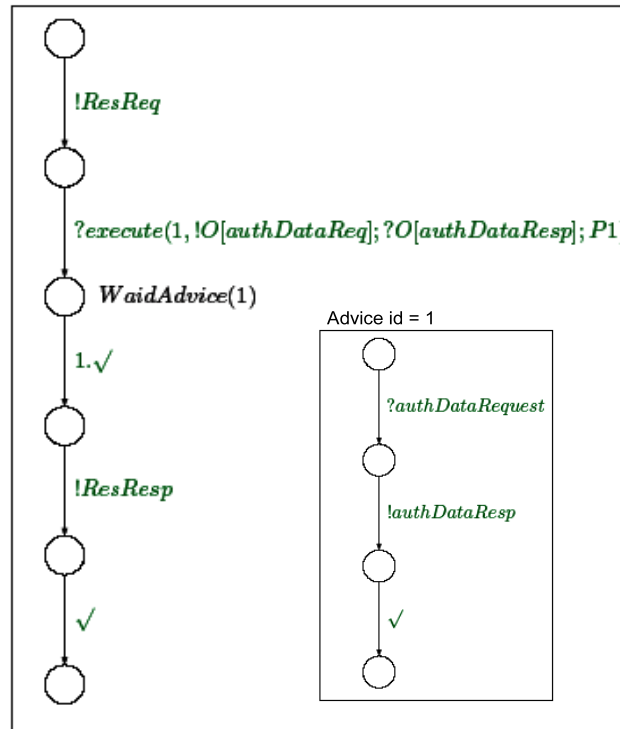 !ResReq
?execute(1, !O[authDataReq]; ?O[authDataResp]; P1)
WaidAdvice(1)
1.√
!ResResp
√
Advice id = 1
?authDataRequest
!authDataResp
√